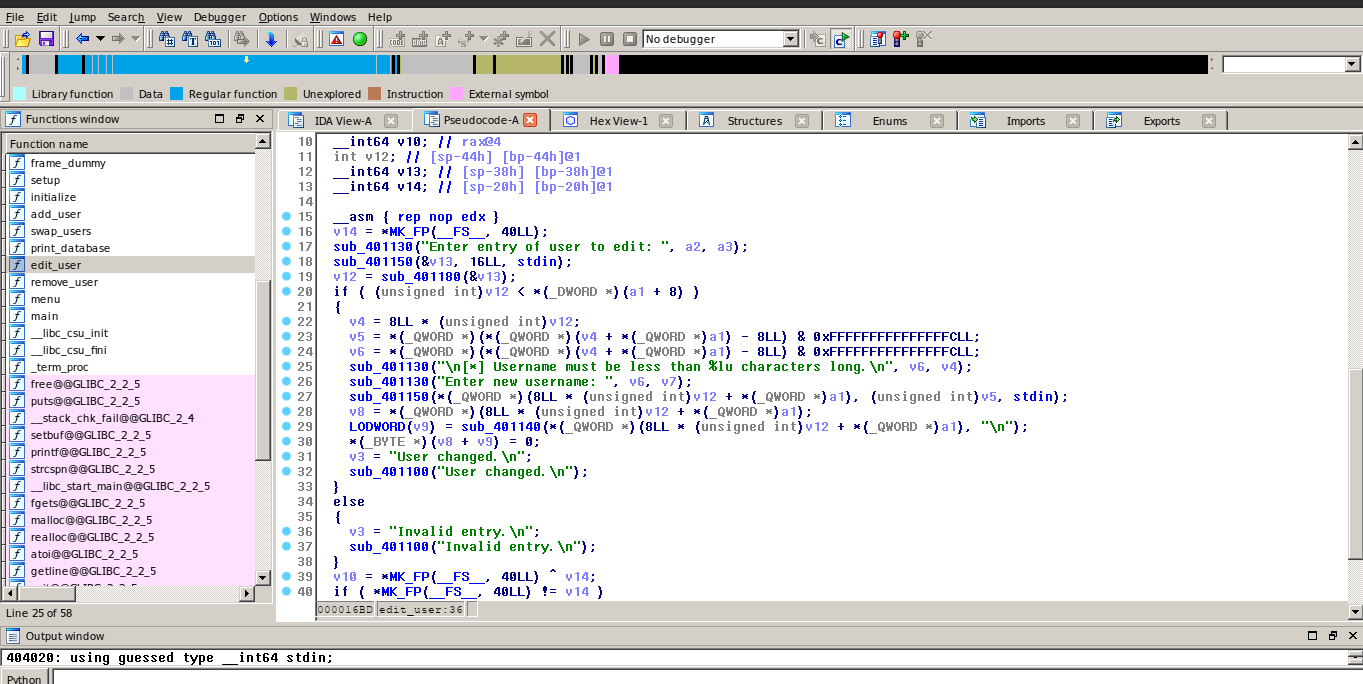 File Edit Jump Search View Debugger Options Windows Help
No debugger
Library function Data Regular function Unexplored Instruction External symbol
Functions window
IDA View-A Pseudocode-A Hex View-1 Structures Enums Imports Exports
Function name
frame_dummy
setup
initialize
add_user
swap_users
print_database
edit_user
remove_user
menu
main
__libc_csu_init
__libc_csu_fini
_term_proc
free@@GLIBC_2_2_5
puts@@GLIBC_2_2_5
__stack_chk_fail@@GLIBC_2_4
setbuf@@GLIBC_2_2_5
printf@@GLIBC_2_2_5
strcspn@@GLIBC_2_2_5
__libc_start_main@@GLIBC_2_2_5
fgets@@GLIBC_2_2_5
malloc@@GLIBC_2_2_5
realloc@@GLIBC_2_2_5
atoi@@GLIBC_2_2_5
getline@@GLIBC_2_2_5
Line 25 of 58
10 __int64 v10; // rax@4
11 int v12; // [sp-44h] [bp-44h]@1
12 __int64 v13; // [sp-38h] [bp-38h]@1
13 __int64 v14; // [sp-20h] [bp-20h]@1
14
15 __asm { rep nop edx }
16 v14 = *MK_FP(__FS__, 40LL);
17 sub_401130("Enter entry of user to edit: ", a2, a3);
18 sub_401150(&v13, 16LL, stdin);
19 v12 = sub_401180(&v13);
20 if ( (unsigned int)v12 < *(_DWORD *)(a1 + 8) )
21 {
22 v4 = 8LL * (unsigned int)v12;
23 v5 = *(_QWORD *)(*(_QWORD *)(v4 + *(_QWORD *)a1) - 8LL) & 0xFFFFFFFFFFFFFFFCLL;
24 v6 = *(_QWORD *)(*(_QWORD *)(v4 + *(_QWORD *)a1) - 8LL) & 0xFFFFFFFFFFFFFFFCLL;
25 sub_401130("\n[*] Username must be less than %lu characters long.\n", v6, v4);
26 sub_401130("Enter new username: ", v6, v7);
27 sub_401150(*(_QWORD *)(8LL * (unsigned int)v12 + *(_QWORD *)a1), (unsigned int)v5, stdin);
28 v8 = *(_QWORD *)(8LL * (unsigned int)v12 + *(_QWORD *)a1);
29 LODWORD(v9) = sub_401140(*(_QWORD *)(8LL * (unsigned int)v12 + *(_QWORD *)a1), "\n");
30 *(_BYTE *)(v8 + v9) = 0;
31 v3 = "User changed.\n";
32 sub_401100("User changed.\n");
33 }
34 else
35 {
36 v3 = "Invalid entry.\n";
37 sub_401100("Invalid entry.\n");
38 }
39 v10 = *MK_FP(__FS__, 40LL) ^ v14;
40 if ( *MK_FP(__FS__, 40LL) != v14 )
000016BD edit_user:36
Output window
404020: using guessed type __int64 stdin;
Python